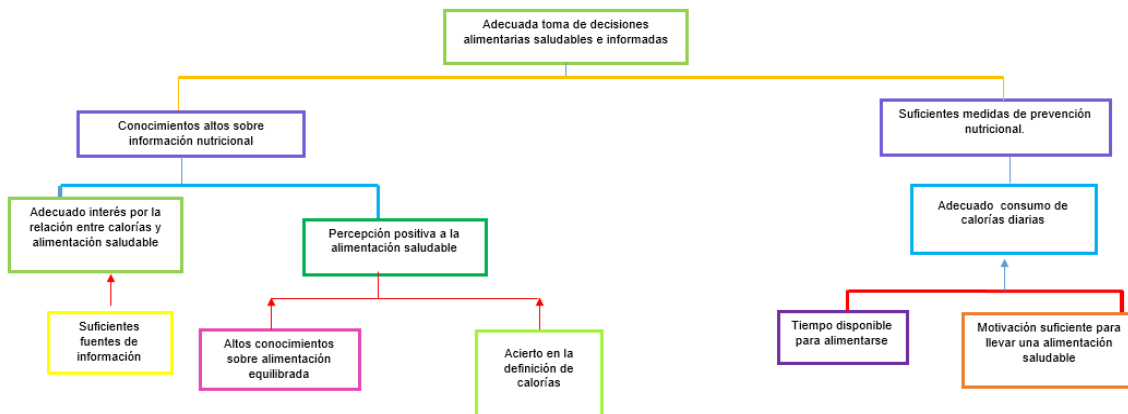 Adecuada toma de decisiones
alimentarias saludables e informadas
Conocimientos altos sobre
información nutricional
Suficientes medidas de prevención
nutricional.
Adecuado interés por la
relación entre calorías y
alimentación saludable
Percepción positiva a la
alimentación saludable
Adecuado consumo de
calorías diarias
Suficientes
fuentes de
información
Altos conocimientos
sobre alimentación
equilibrada
Acierto en la
definición de
calorías
Tiempo disponible
para alimentarse
Motivación suficiente para
llevar una alimentación
saludable